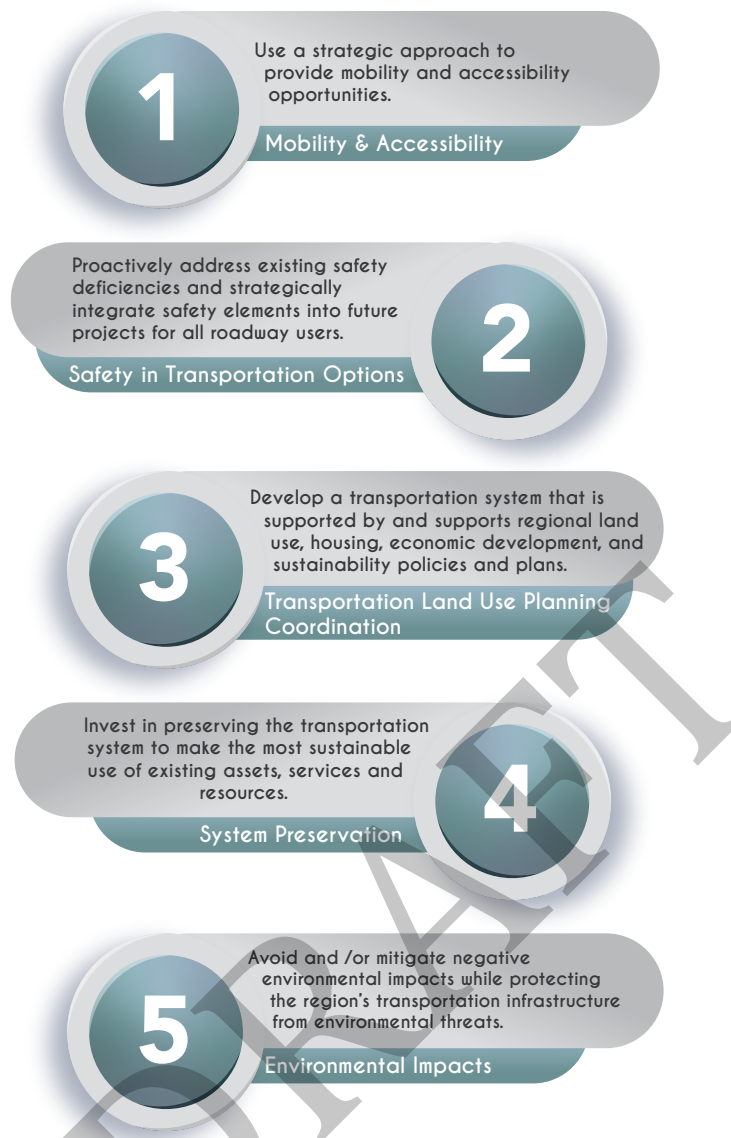 1
Use a strategic approach to
provide mobility and accessibility
opportunities.
Mobility & Accessibility
Proactively address existing safety
deficiencies and strategically
integrate safety elements into future
projects for all roadway users.
2
Safety in Transportation Options
3
Develop a transportation system that is
supported by and supports regional land
use, housing, economic development, and
sustainability policies and plans.
Transportation Land Use Planning
Coordination
Invest in preserving the transportation
system to make the most sustainable
use of existing assets, services and
resources.
4
System Preservation
5
Avoid and /or mitigate negative
environmental impacts while protecting
the region's transportation infrastructure
from environmental threats.
Environmental Impacts
DRAFT